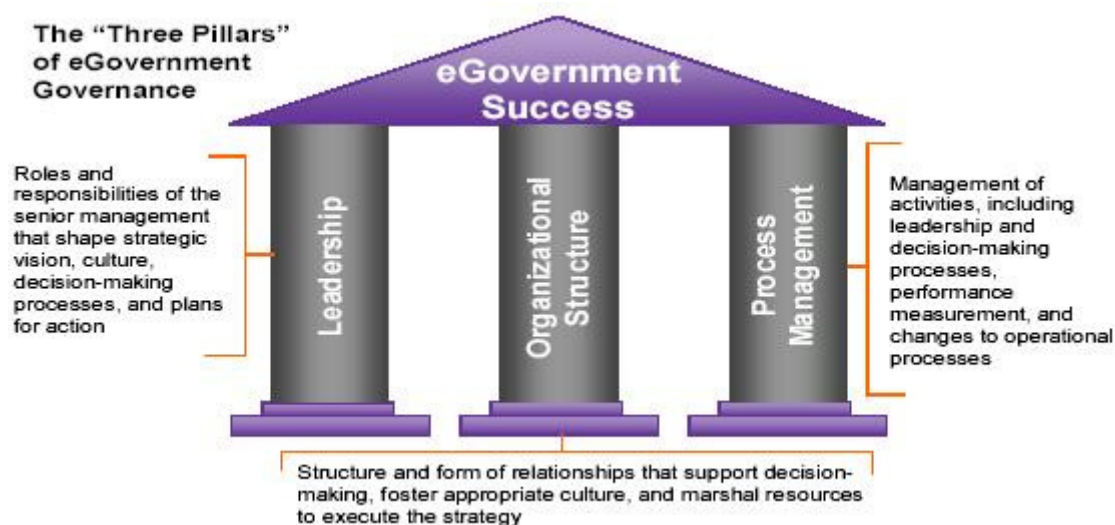 The “Three Pillars”
of eGovernment
Governance
eGovernment
Success
Roles and
responsibilities of the
senior management
that shape strategic
vision, culture,
decision-making
processes, and plans
for action
Leadership
Organizational
Structure
Process
Management
Management of
activities, including
leadership and
decision-making
processes,
performance
measurement, and
changes to operational
processes
Structure and form of relationships that support decision-
making, foster appropriate culture, and marshal resources
to execute the strategy